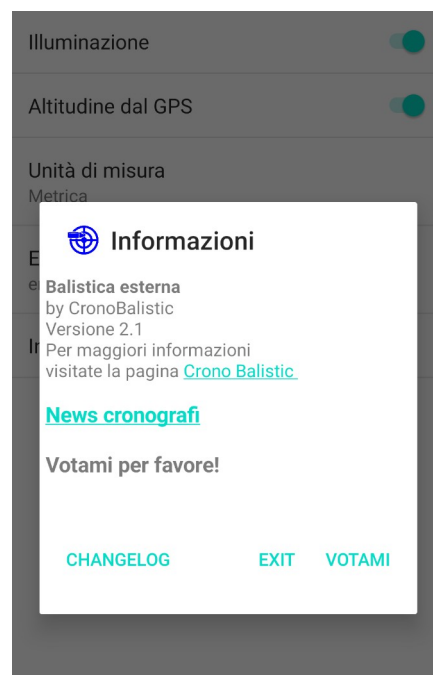 Illuminazione
Altitudine dal GPS
Unità di misura
Metrica
Informazioni
Balistica esterna
by CronoBalistic
Versione 2.1
Per maggiori informazioni
visitate la pagina Crono Balistic
News cronografi
Votami per favore!
CHANGELOG EXIT VOTAMI